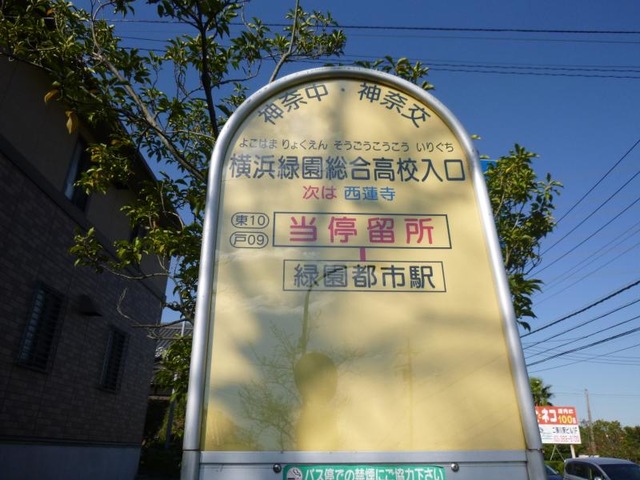 神奈中・神奈交
よこはま りょくえん そうごうこうこう いりぐち
横浜緑園総合高校入口
次は 西蓮寺
東10
戸09
当停留所
緑園都市駅
バス停での禁煙にご協力下さい
ネコ
100